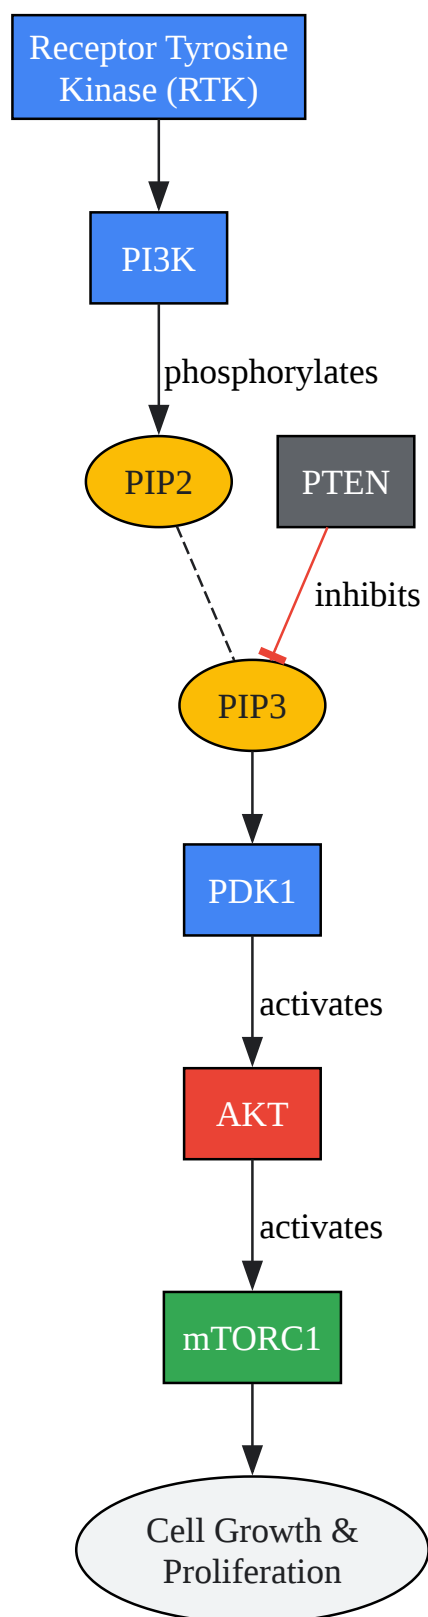 Receptor Tyrosine
Kinase (RTK)
PI3K
phosphorylates
PIP2
PTEN
inhibits
PIP3
PDK1
activates
AKT
activates
mTORC1
Cell Growth &
Proliferation